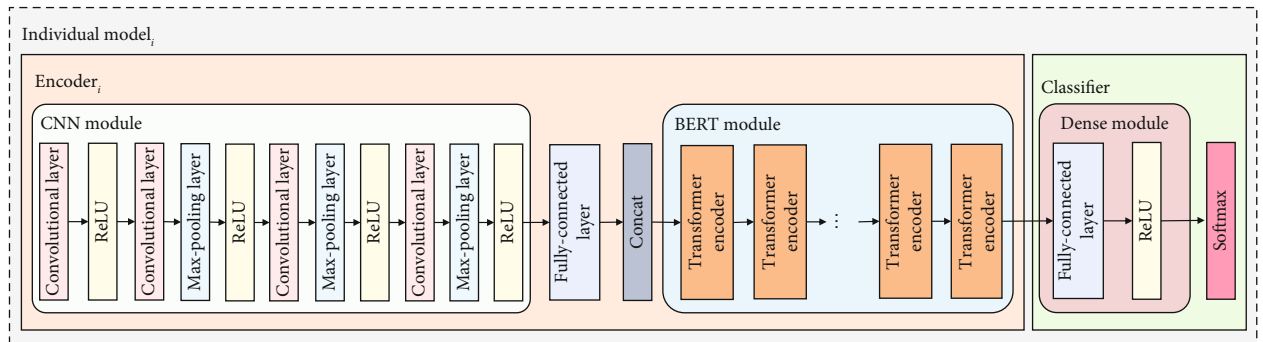 Individual modelᵢ
Encoderᵢ
CNN module
Convolutional layer
ReLU
Convolutional layer
Max-pooling layer
ReLU
Convolutional layer
Max-pooling layer
ReLU
Convolutional layer
Max-pooling layer
ReLU
Fully-connected
layer
Concat
BERT module
Transformer
encoder
Transformer
encoder
...
Transformer
encoder
Transformer
encoder
Classifier
Dense module
Fully-connected
layer
ReLU
Softmax